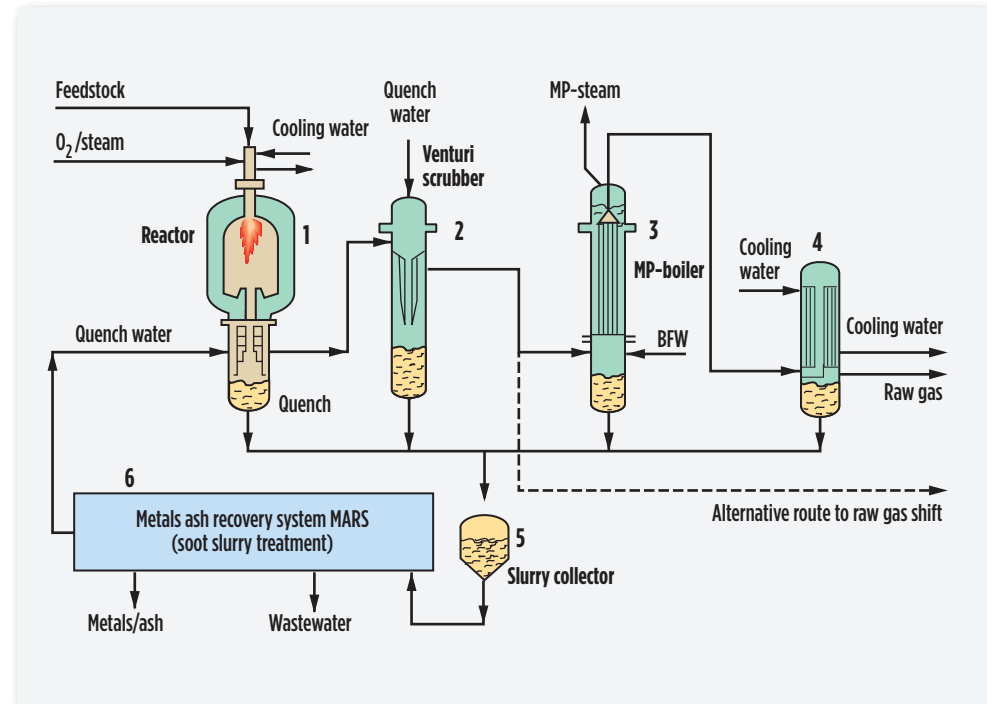 Feedstock
O2/steam
Cooling water
Quench
water
Venturi
scrubber
MP-steam
Reactor
1
2
3
MP-boiler
4
Cooling
water
Cooling water
Raw gas
Quench water
BFW
Quench
6
Metals ash recovery system MARS
(soot slurry treatment)
5
Slurry collector
Alternative route to raw gas shift
Metals/ash
Wastewater